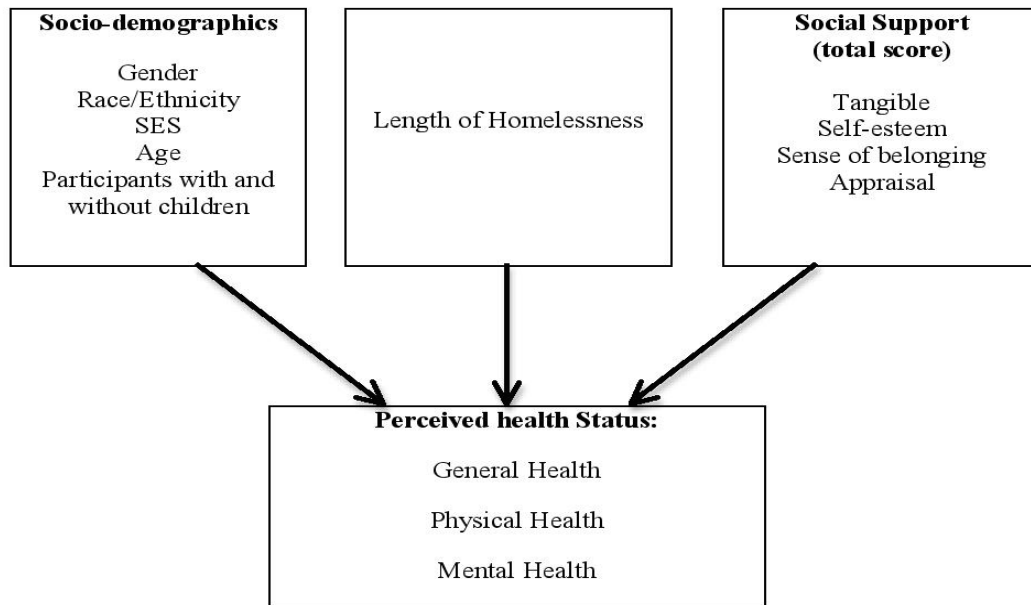 Socio-demographics
Gender
Race/Ethnicity
SES
Age
Participants with and
without children
Length of Homelessness
Social Support
(total score)
Tangible
Self-esteem
Sense of belonging
Appraisal
Perceived health Status:
General Health
Physical Health
Mental Health